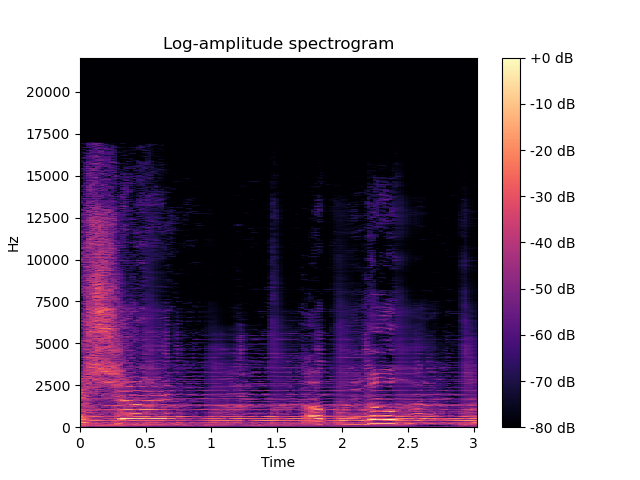 Log-amplitude spectrogram
+0 dB
20000
-10 dB
17500
-20 dB
15000
-30 dB
12500
-40 dB
Hz
10000
-50 dB
7500
-60 dB
5000
2500
-70 dB
0
-80 dB
0 0.5 1 1.5 2 2.5 3
Time